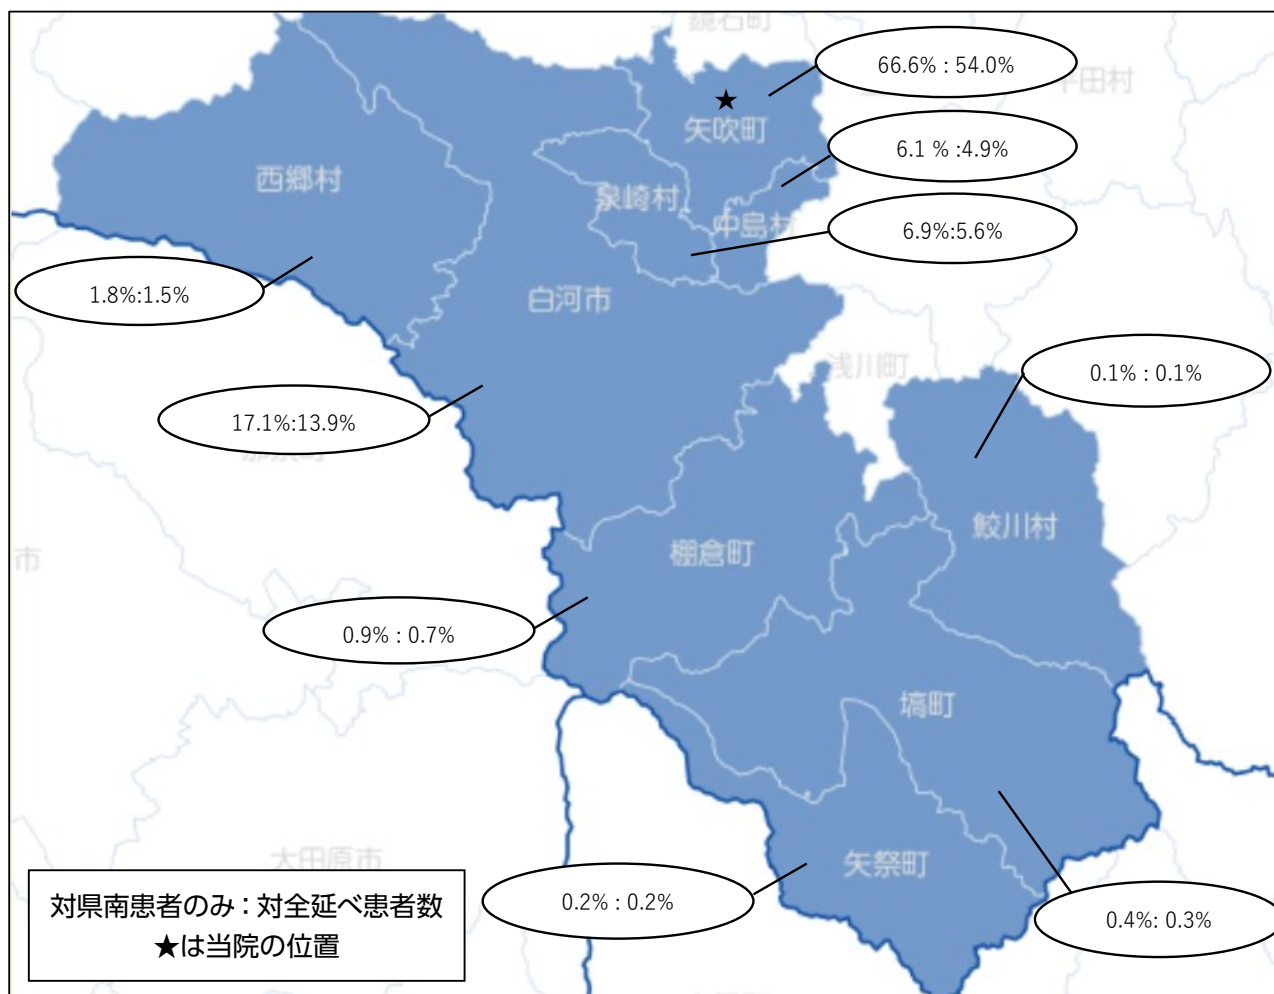 鏡石町
66.6% : 54.0%
平田村
★
矢吹町
6.1 % :4.9%
西郷村
泉崎村
中島村
6.9%:5.6%
1.8%:1.5%
白河市
浅川町
0.1% : 0.1%
17.1%:13.9%
那須町
鮫川村
棚倉町
市
0.9% : 0.7%
塙町
大田原市
矢祭町
0.2% : 0.2%
0.4%: 0.3%
対県南患者のみ：対全延べ患者数
★は当院の位置